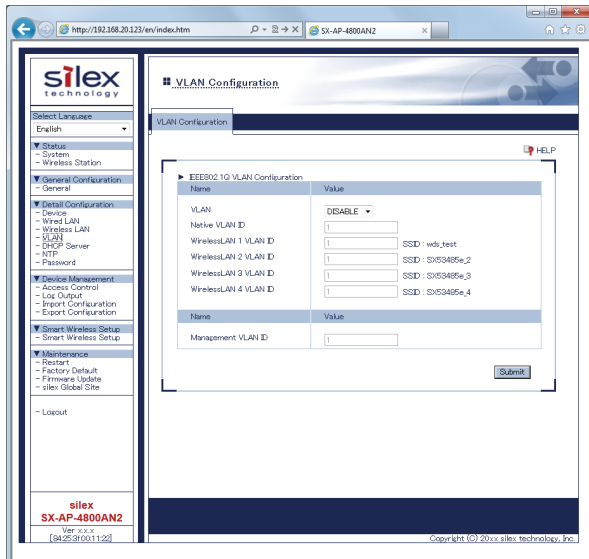 http://192.168.20.123/en/index.htm
SX-AP-4800AN2
silex
technology
Select Language
English
▼ Status
- System
- Wireless Station
▼ General Configuration
- General
▼ Detail Configuration
- Device
- Wired LAN
- Wireless LAN
- VLAN
- DHCP Server
- NTP
- Password
▼ Device Management
- Access Control
- Log Output
- Import Configuration
- Export Configuration
▼ Smart Wireless Setup
- Smart Wireless Setup
▼ Maintenance
- Restart
- Factory Default
- Firmware Update
- silex Global Site
- Logout
silex
SX-AP-4800AN2
Ver x.x.x
[84:25:3f:00:11:22]
VLAN Configuration
VLAN Configuration
HELP
▶ IEEE802.1Q VLAN Configuration
Name Value
VLAN DISABLE
Native VLAN ID 1
WirelessLAN 1 VLAN ID 1 SSID : wds_test
WirelessLAN 2 VLAN ID 1 SSID : SX53485e_2
WirelessLAN 3 VLAN ID 1 SSID : SX53485e_3
WirelessLAN 4 VLAN ID 1 SSID : SX53485e_4
Name Value
Management VLAN ID 1
Submit
Copyright (C) 20xx silex technology, Inc.